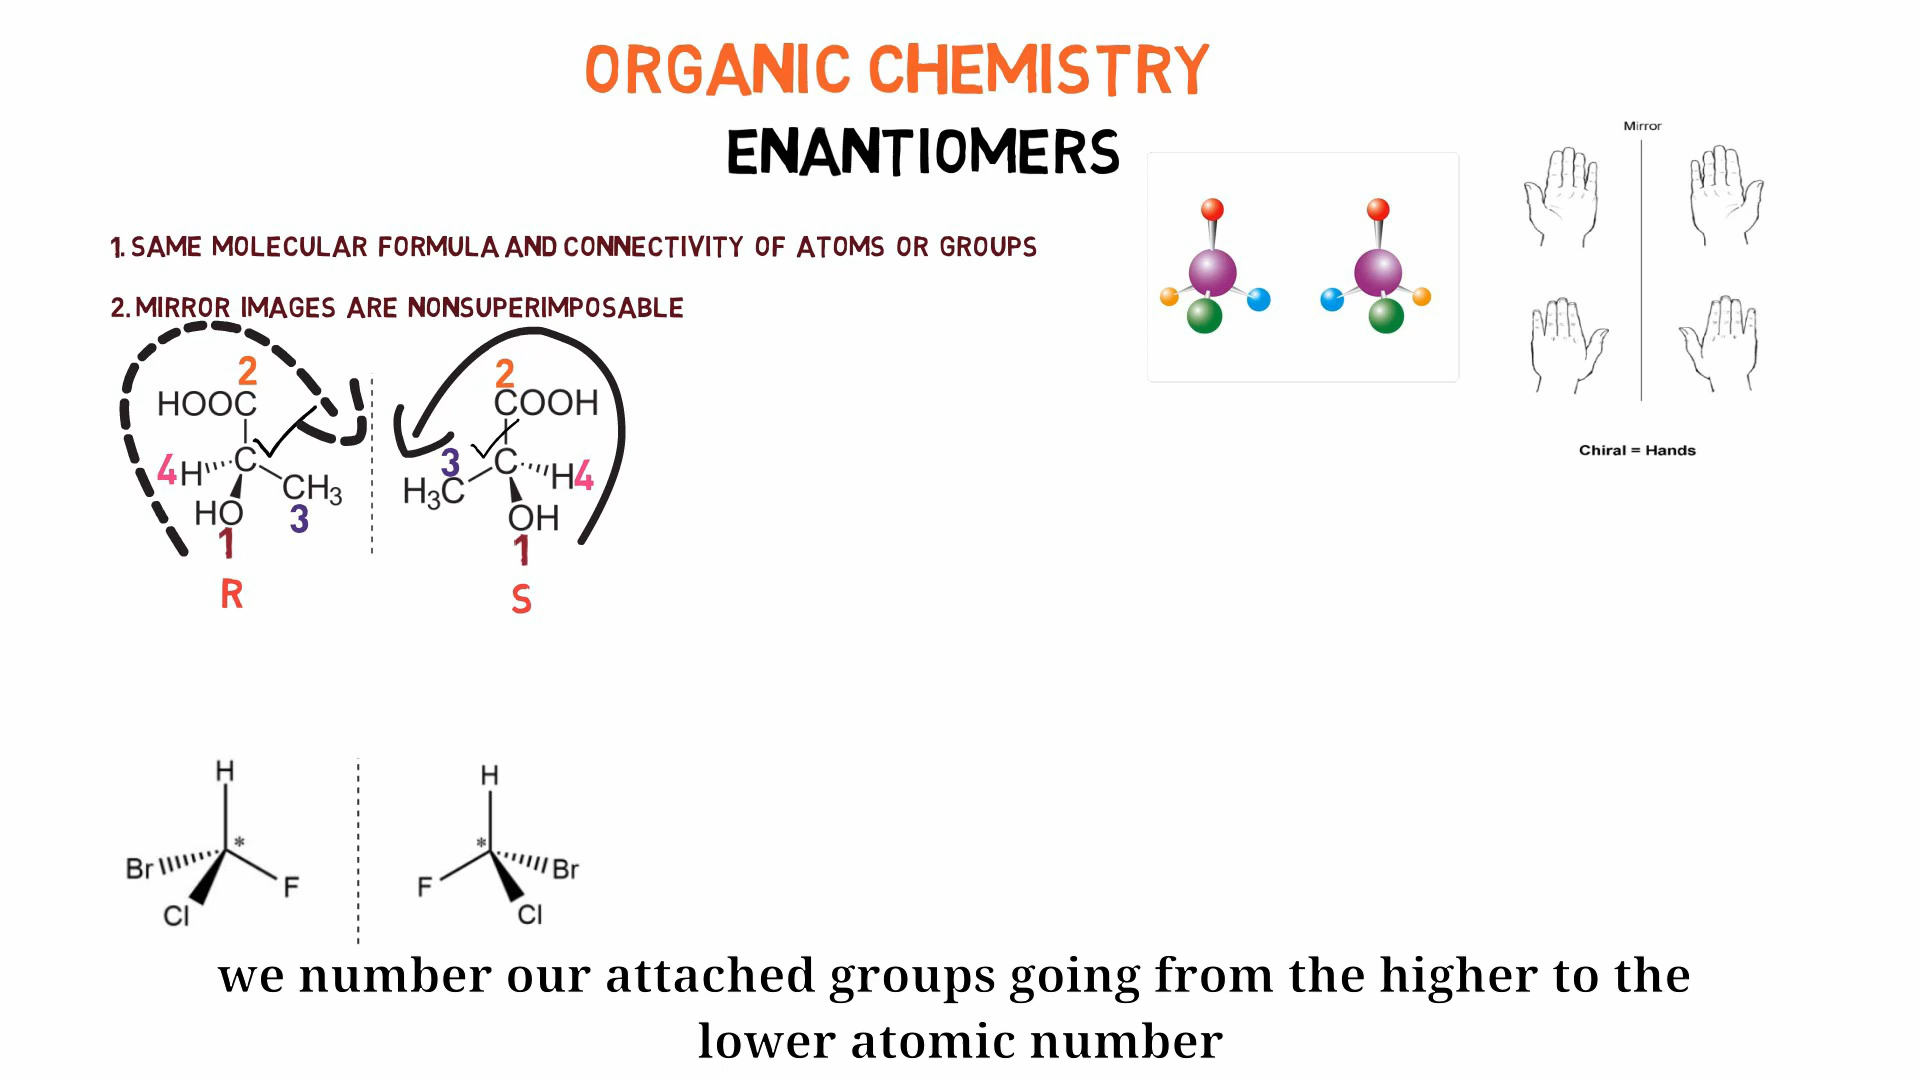 ORGANIC CHEMISTRY
ENANTIOMERS
1. SAME MOLECULAR FORMULA AND CONNECTIVITY OF ATOMS OR GROUPS
2. MIRROR IMAGES ARE NONSUPERIMPOSABLE
Mirror
Chiral = Hands
2
HOOC
4 H C
CH₃
HO 3
1
R
2
COOH
3 C H 4
H₃C
OH
1
S
H
*
Br
F
Cl
H
*
Br
F
Cl
we number our attached groups going from the higher to the
lower atomic number